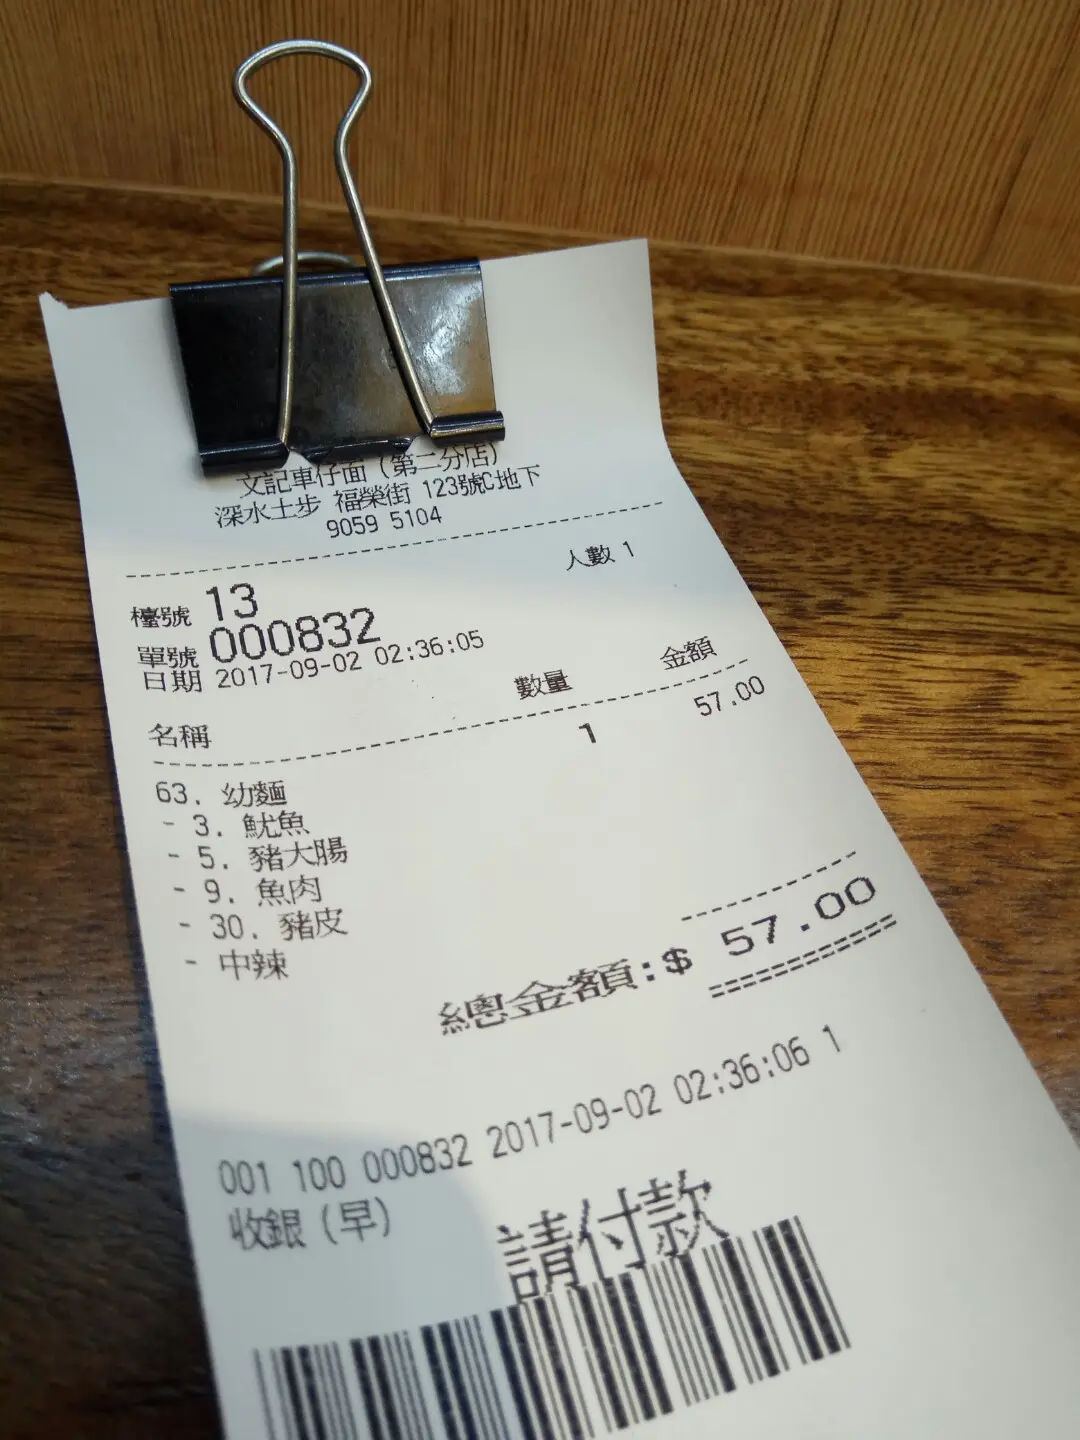 文記車仔面（第二分店）
深水土步 福榮街 123號C地下
9059 5104
人數 1
檯號 13
單號 000832
日期 2017-09-02 02:36:05
名稱 數量 金額
63. 幼麵 1 57.00
- 3. 魷魚
- 5. 豬大腸
- 9. 魚肉
- 30. 豬皮
- 中辣
總金額:$ 57.00
001 100 000832 2017-09-02 02:36:06 1
收銀（早）
請付款